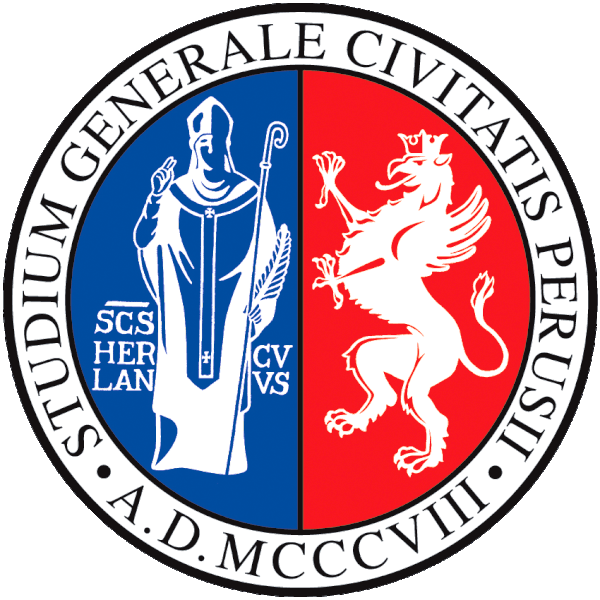 STUDIUM GENERALE CIVITATIS PERUSII
• A.D. MCCCVIII •
SCS
HER CV
LAN VS